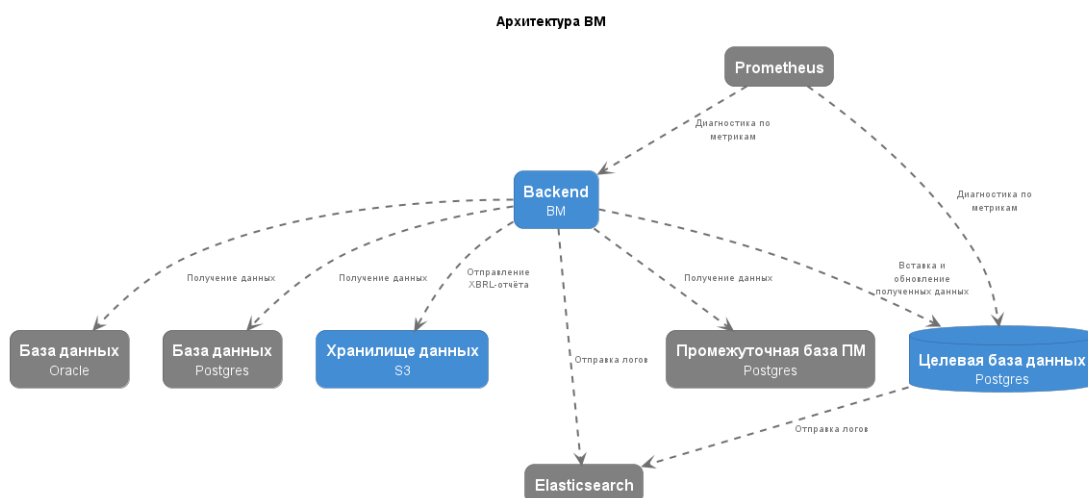 Архитектура ВМ
Prometheus
Диагностика по
метрикам
Backend
BM
Диагностика по
метрикам
Получение данных
Получение данных
Отправление
XBRL-отчёта
Получение данных
Вставка и
обновление
полученных данных
База данных
Oracle
База данных
Postgres
Хранилище данных
S3
Отправка логов
Промежуточная база ПМ
Postgres
Целевая база данных
Postgres
Отправка логов
Elasticsearch